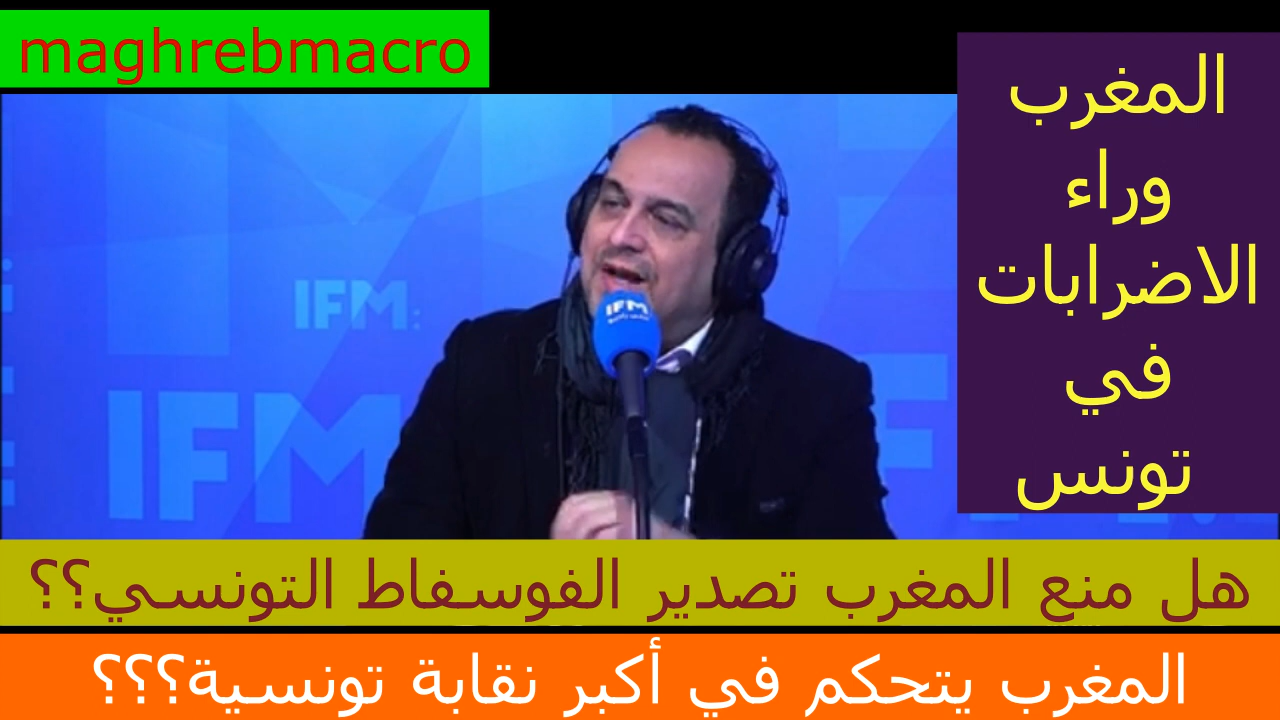 maghrebmacro
المغرب
وراء
الاضرابات
في
تونس
IFM:
IFM
IFM
هل منع المغرب تصدير الفوسفاط التونسي؟؟
المغرب يتحكم في أكبر نقابة تونسية؟؟؟